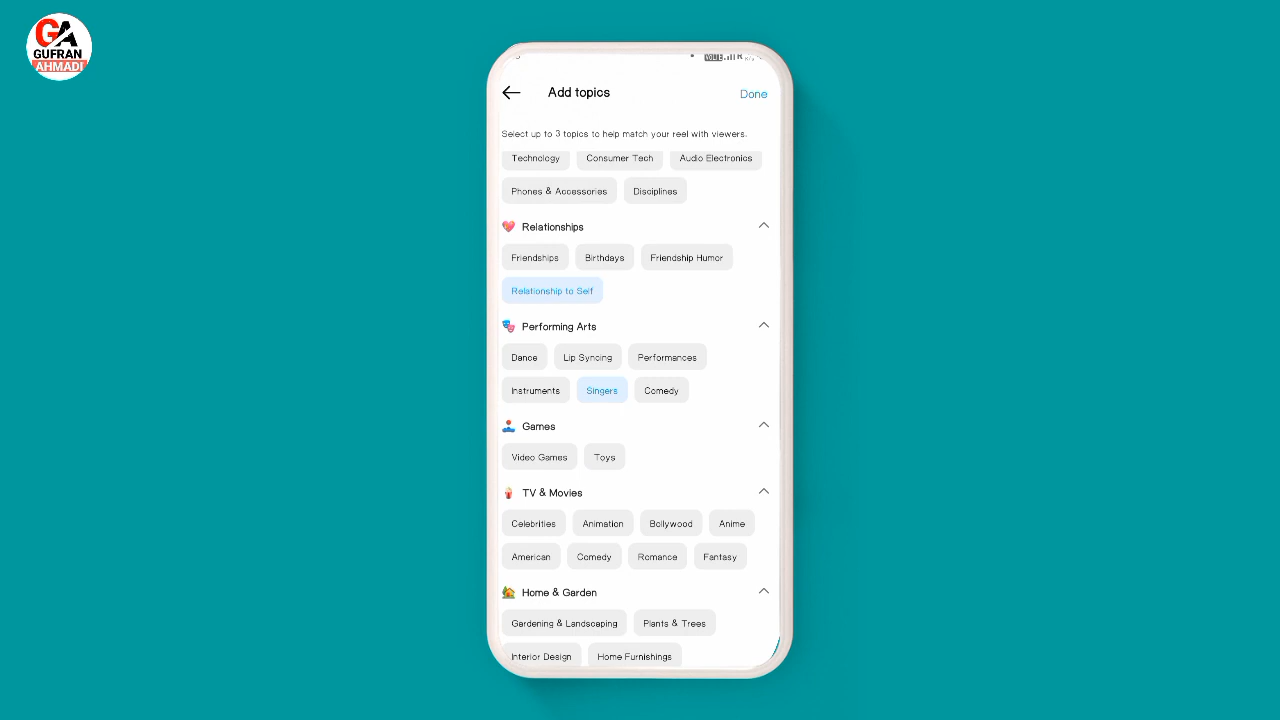 GA
GUFRAN
AHMADI
VoLTE R
Add topics
Done
Select up to 3 topics to help match your reel with viewers.
Technology Consumer Tech Audio Electronics
Phones & Accessories Disciplines
Relationships
Friendships Birthdays Friendship Humor
Relationship to Self
Performing Arts
Dance Lip Syncing Performances
Instruments Singers Comedy
Games
Video Games Toys
TV & Movies
Celebrities Animation Bollywood Anime
American Comedy Romance Fantasy
Home & Garden
Gardening & Landscaping Plants & Trees
Interior Design Home Furnishings